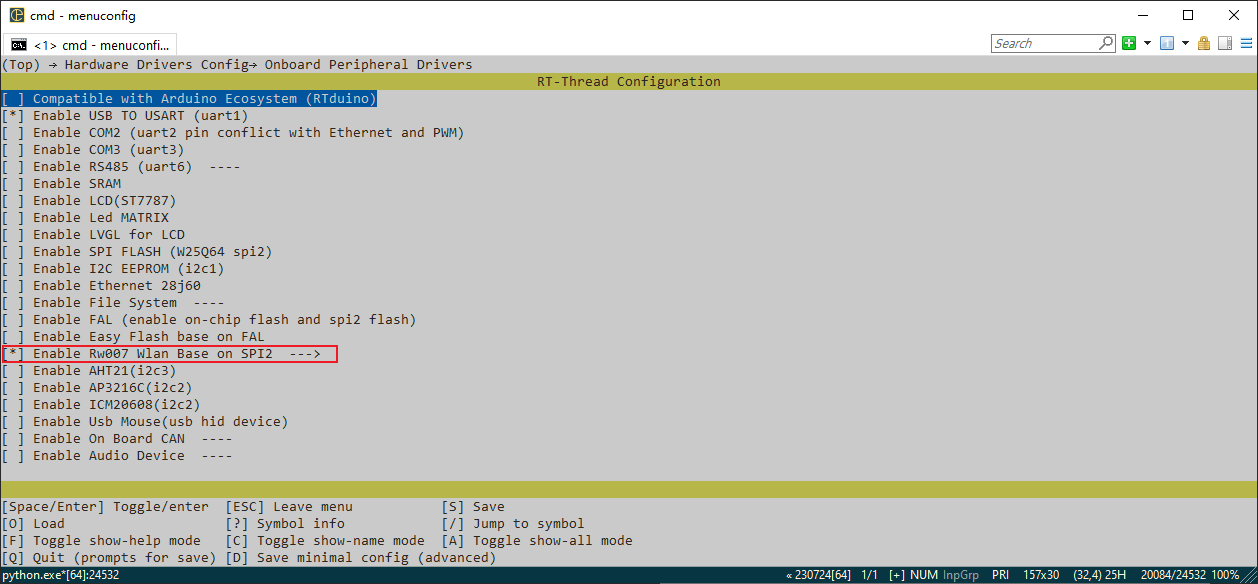 cmd - menuconfig
<1> cmd - menuconfi...
Search
(Top) → Hardware Drivers Config→ Onboard Peripheral Drivers
RT-Thread Configuration
[ ] Compatible with Arduino Ecosystem (RTduino)
[*] Enable USB TO USART (uart1)
[ ] Enable COM2 (uart2 pin conflict with Ethernet and PWM)
[ ] Enable COM3 (uart3)
[ ] Enable RS485 (uart6)  ----
[ ] Enable SRAM
[ ] Enable LCD(ST7787)
[ ] Enable Led MATRIX
[ ] Enable LVGL for LCD
[ ] Enable SPI FLASH (W25Q64 spi2)
[ ] Enable I2C EEPROM (i2c1)
[ ] Enable Ethernet 28j60
[ ] Enable File System  ----
[ ] Enable FAL (enable on-chip flash and spi2 flash)
[ ] Enable Easy Flash base on FAL
[*] Enable Rw007 Wlan Base on SPI2  --->
[ ] Enable AHT21(i2c3)
[ ] Enable AP3216C(i2c2)
[ ] Enable ICM20608(i2c2)
[ ] Enable Usb Mouse(usb hid device)
[ ] Enable On Board CAN  ----
[ ] Enable Audio Device  ----
[Space/Enter] Toggle/enter  [ESC] Leave menu  [S] Save
[O] Load  [?] Symbol info  [/] Jump to symbol
[F] Toggle show-help mode  [C] Toggle show-name mode  [A] Toggle show-all mode
[Q] Quit (prompts for save) [D] Save minimal config (advanced)
python.exe*[64]:24532  « 230724[64]  1/1  [+] NUM InpGrp  PRI  157x30  (32,4) 25H  20084/24532 100%